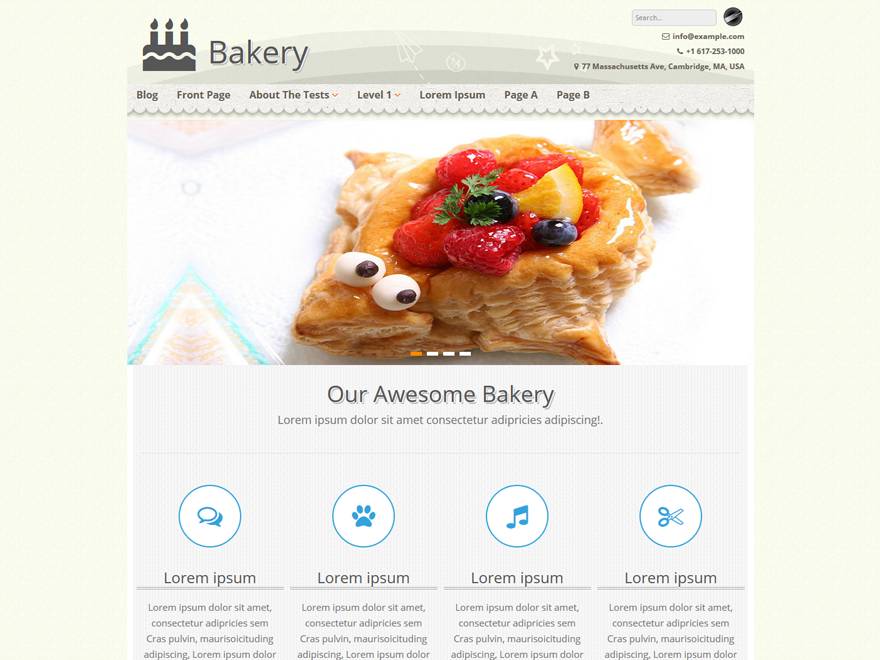 Bakery
Search...
info@example.com
+1 617-253-1000
77 Massachusetts Ave, Cambridge, MA, USA
Blog Front Page About The Tests Level 1 Lorem Ipsum Page A Page B
Our Awesome Bakery
Lorem ipsum dolor sit amet consectetur adipricies adipiscing!.
Lorem ipsum Lorem ipsum Lorem ipsum Lorem ipsum
Lorem ipsum dolor sit amet,
consectetur adipricies sem
Cras pulvin, maurisoicituding
adipiscing, Lorem ipsum dolor
Lorem ipsum dolor sit amet,
consectetur adipricies sem
Cras pulvin, maurisoicituding
adipiscing, Lorem ipsum dolor
Lorem ipsum dolor sit amet,
consectetur adipricies sem
Cras pulvin, maurisoicituding
adipiscing, Lorem ipsum dolor
Lorem ipsum dolor sit amet,
consectetur adipricies sem
Cras pulvin, maurisoicituding
adipiscing, Lorem ipsum dolor